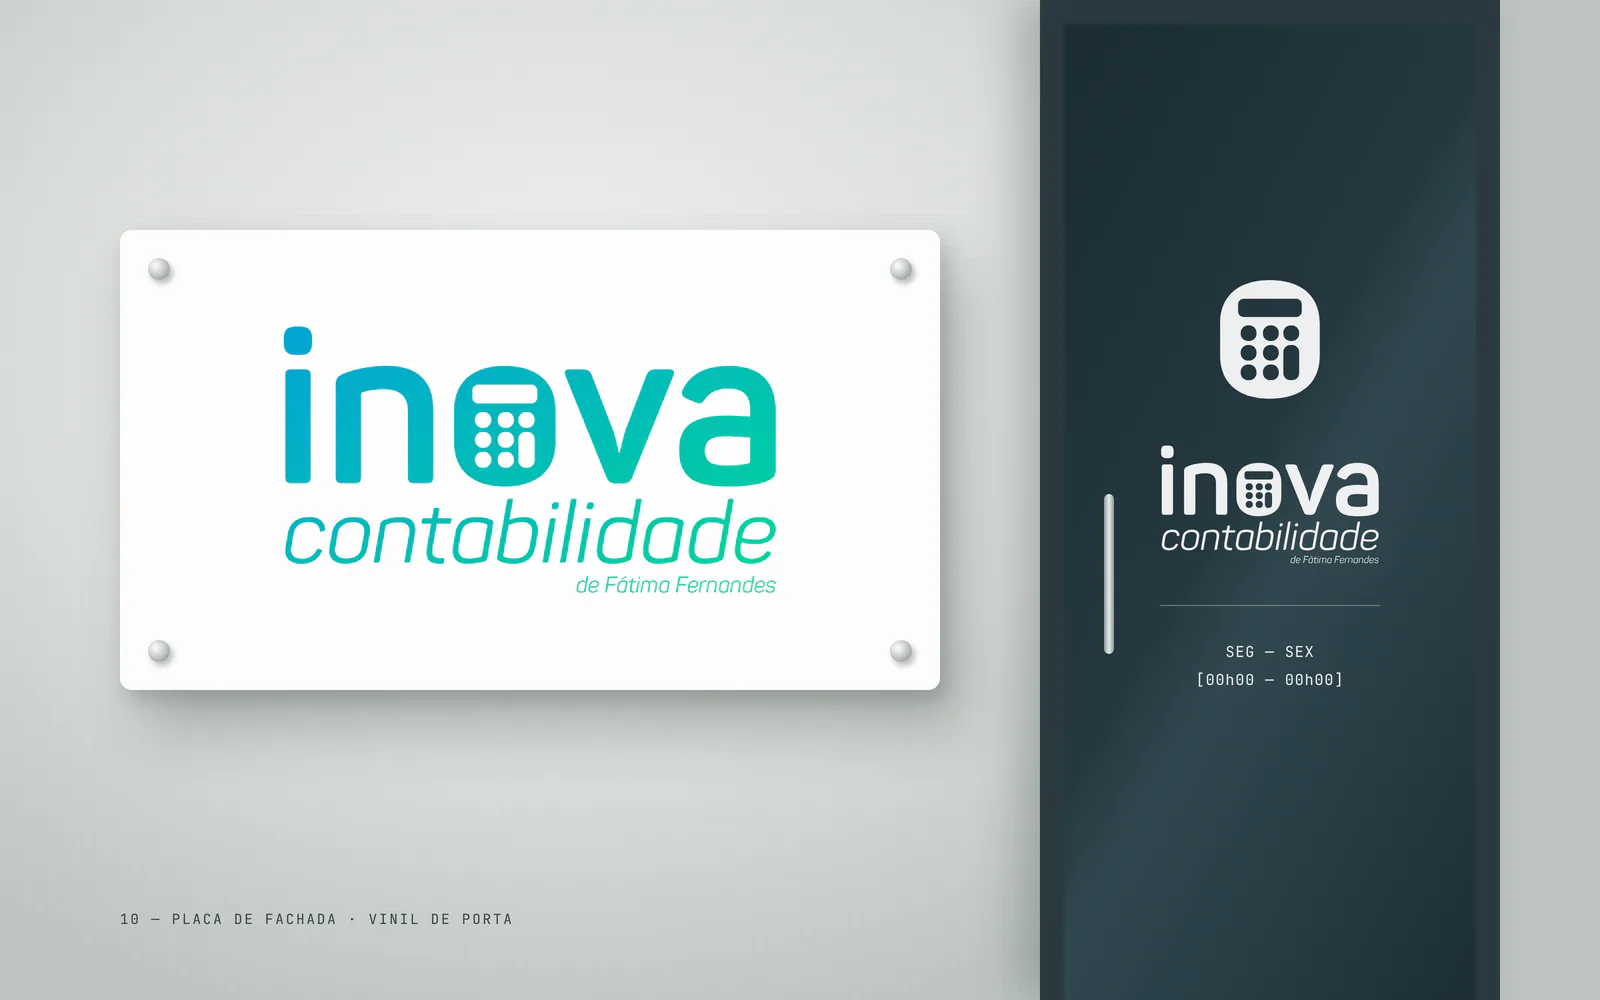 inova
contabilidade
de Fátima Fernandes
inova
contabilidade
de Fátima Fernandes
SEG — SEX
[00h00 — 00h00]
10 — PLACA DE FACHADA · VINIL DE PORTA